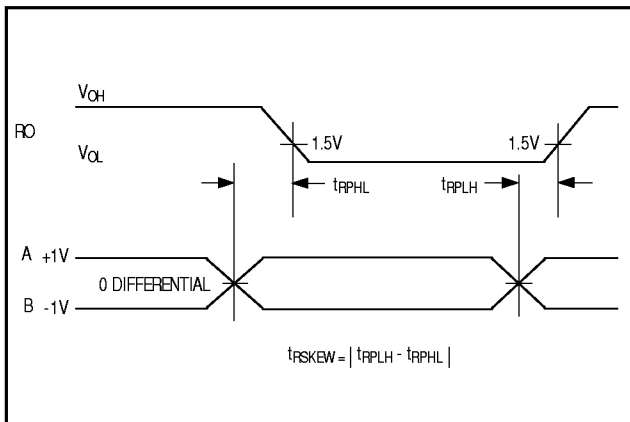 VOH
RO
1.5V
1.5V
VOL
tRPHL
tRPLH
A +1V
0 DIFFERENTIAL
B -1V
tRSKEW = | tRPLH - tRPHL |